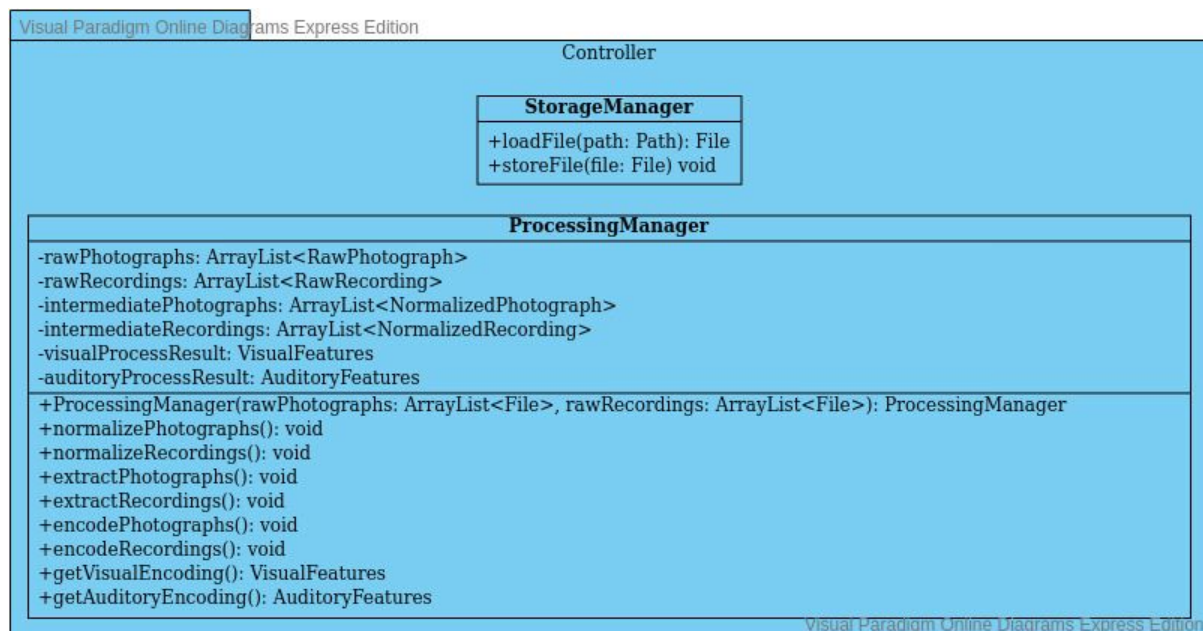 Visual Paradigm Online Diagrams Express Edition
Controller
StorageManager
+loadFile(path: Path): File
+storeFile(file: File) void
ProcessingManager
-rawPhotographs: ArrayList<RawPhotograph>
-rawRecordings: ArrayList<RawRecording>
-intermediatePhotographs: ArrayList<NormalizedPhotograph>
-intermediateRecordings: ArrayList<NormalizedRecording>
-visualProcessResult: VisualFeatures
-auditoryProcessResult: AuditoryFeatures
+ProcessingManager(rawPhotographs: ArrayList<File>, rawRecordings: ArrayList<File>): ProcessingManager
+normalizePhotographs(): void
+normalizeRecordings(): void
+extractPhotographs(): void
+extractRecordings(): void
+encodePhotographs(): void
+encodeRecordings(): void
+getVisualEncoding(): VisualFeatures
+getAuditoryEncoding(): AuditoryFeatures
Visual Paradigm Online Diagrams Express Edition